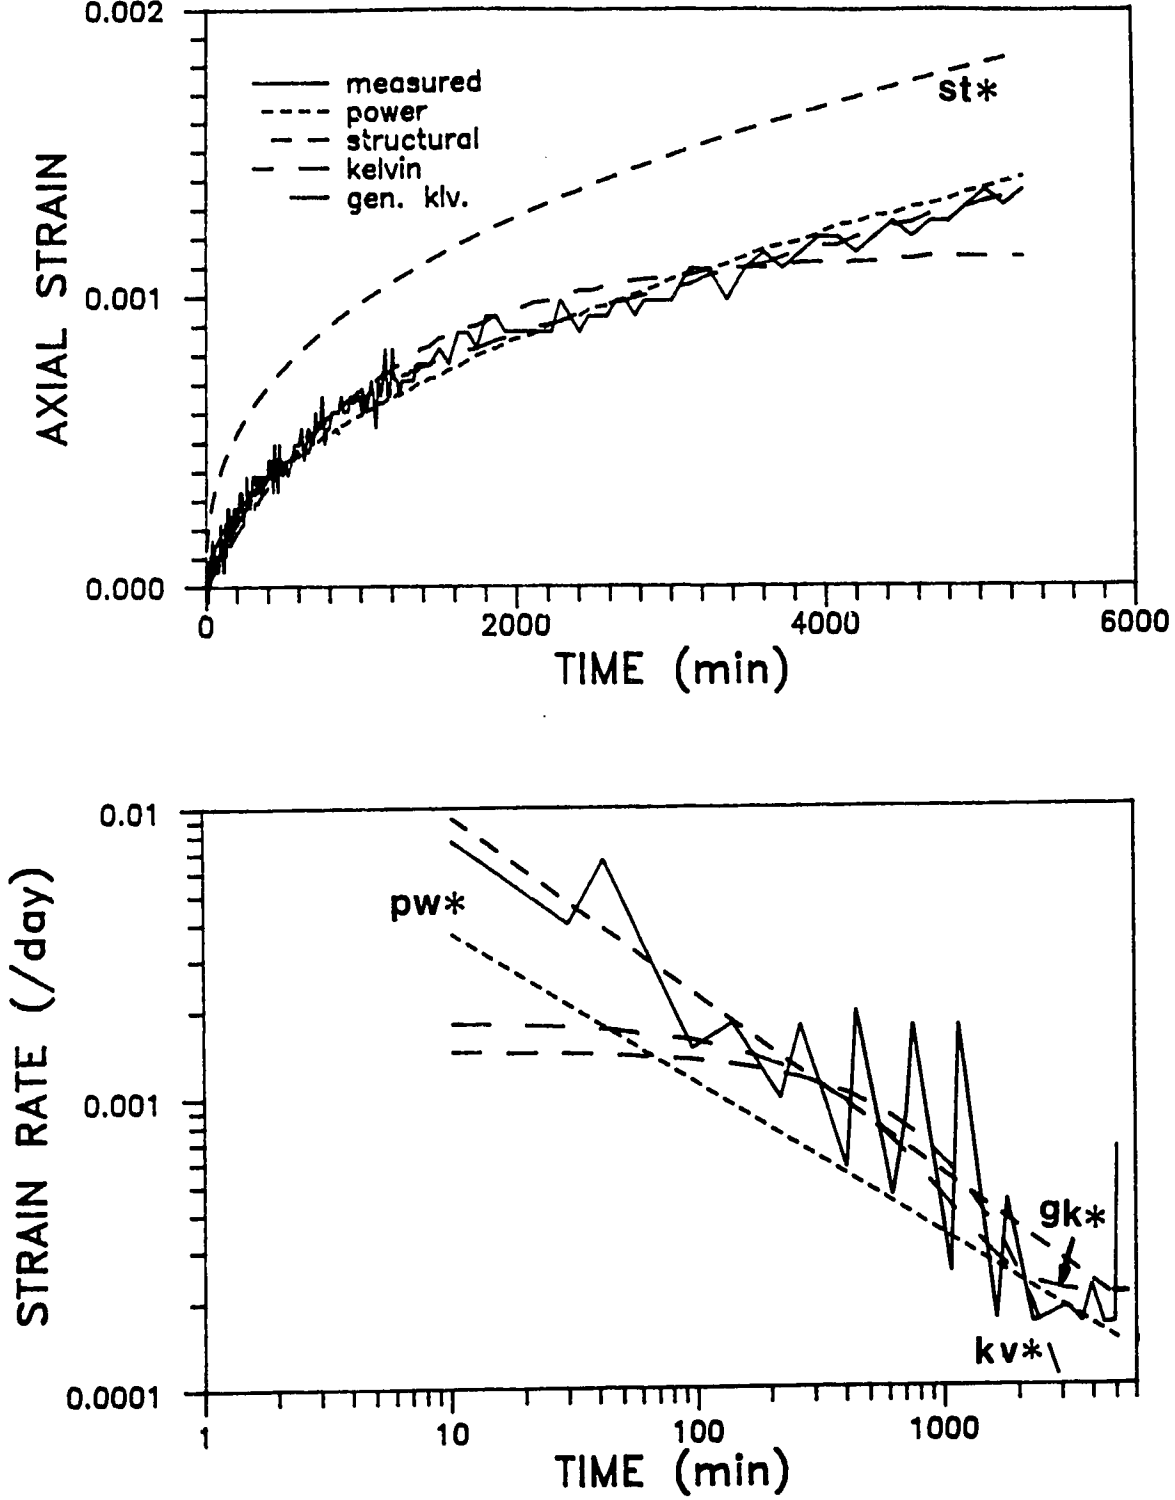 0.002
measured
power
structural
kelvin
gen. klv.
st*
AXIAL STRAIN
0.001
0.000
0
2000
4000
6000
TIME (min)
0.01
pw*
STRAIN RATE (/day)
0.001
gk*
kv*
0.0001
1
10
100
1000
TIME (min)